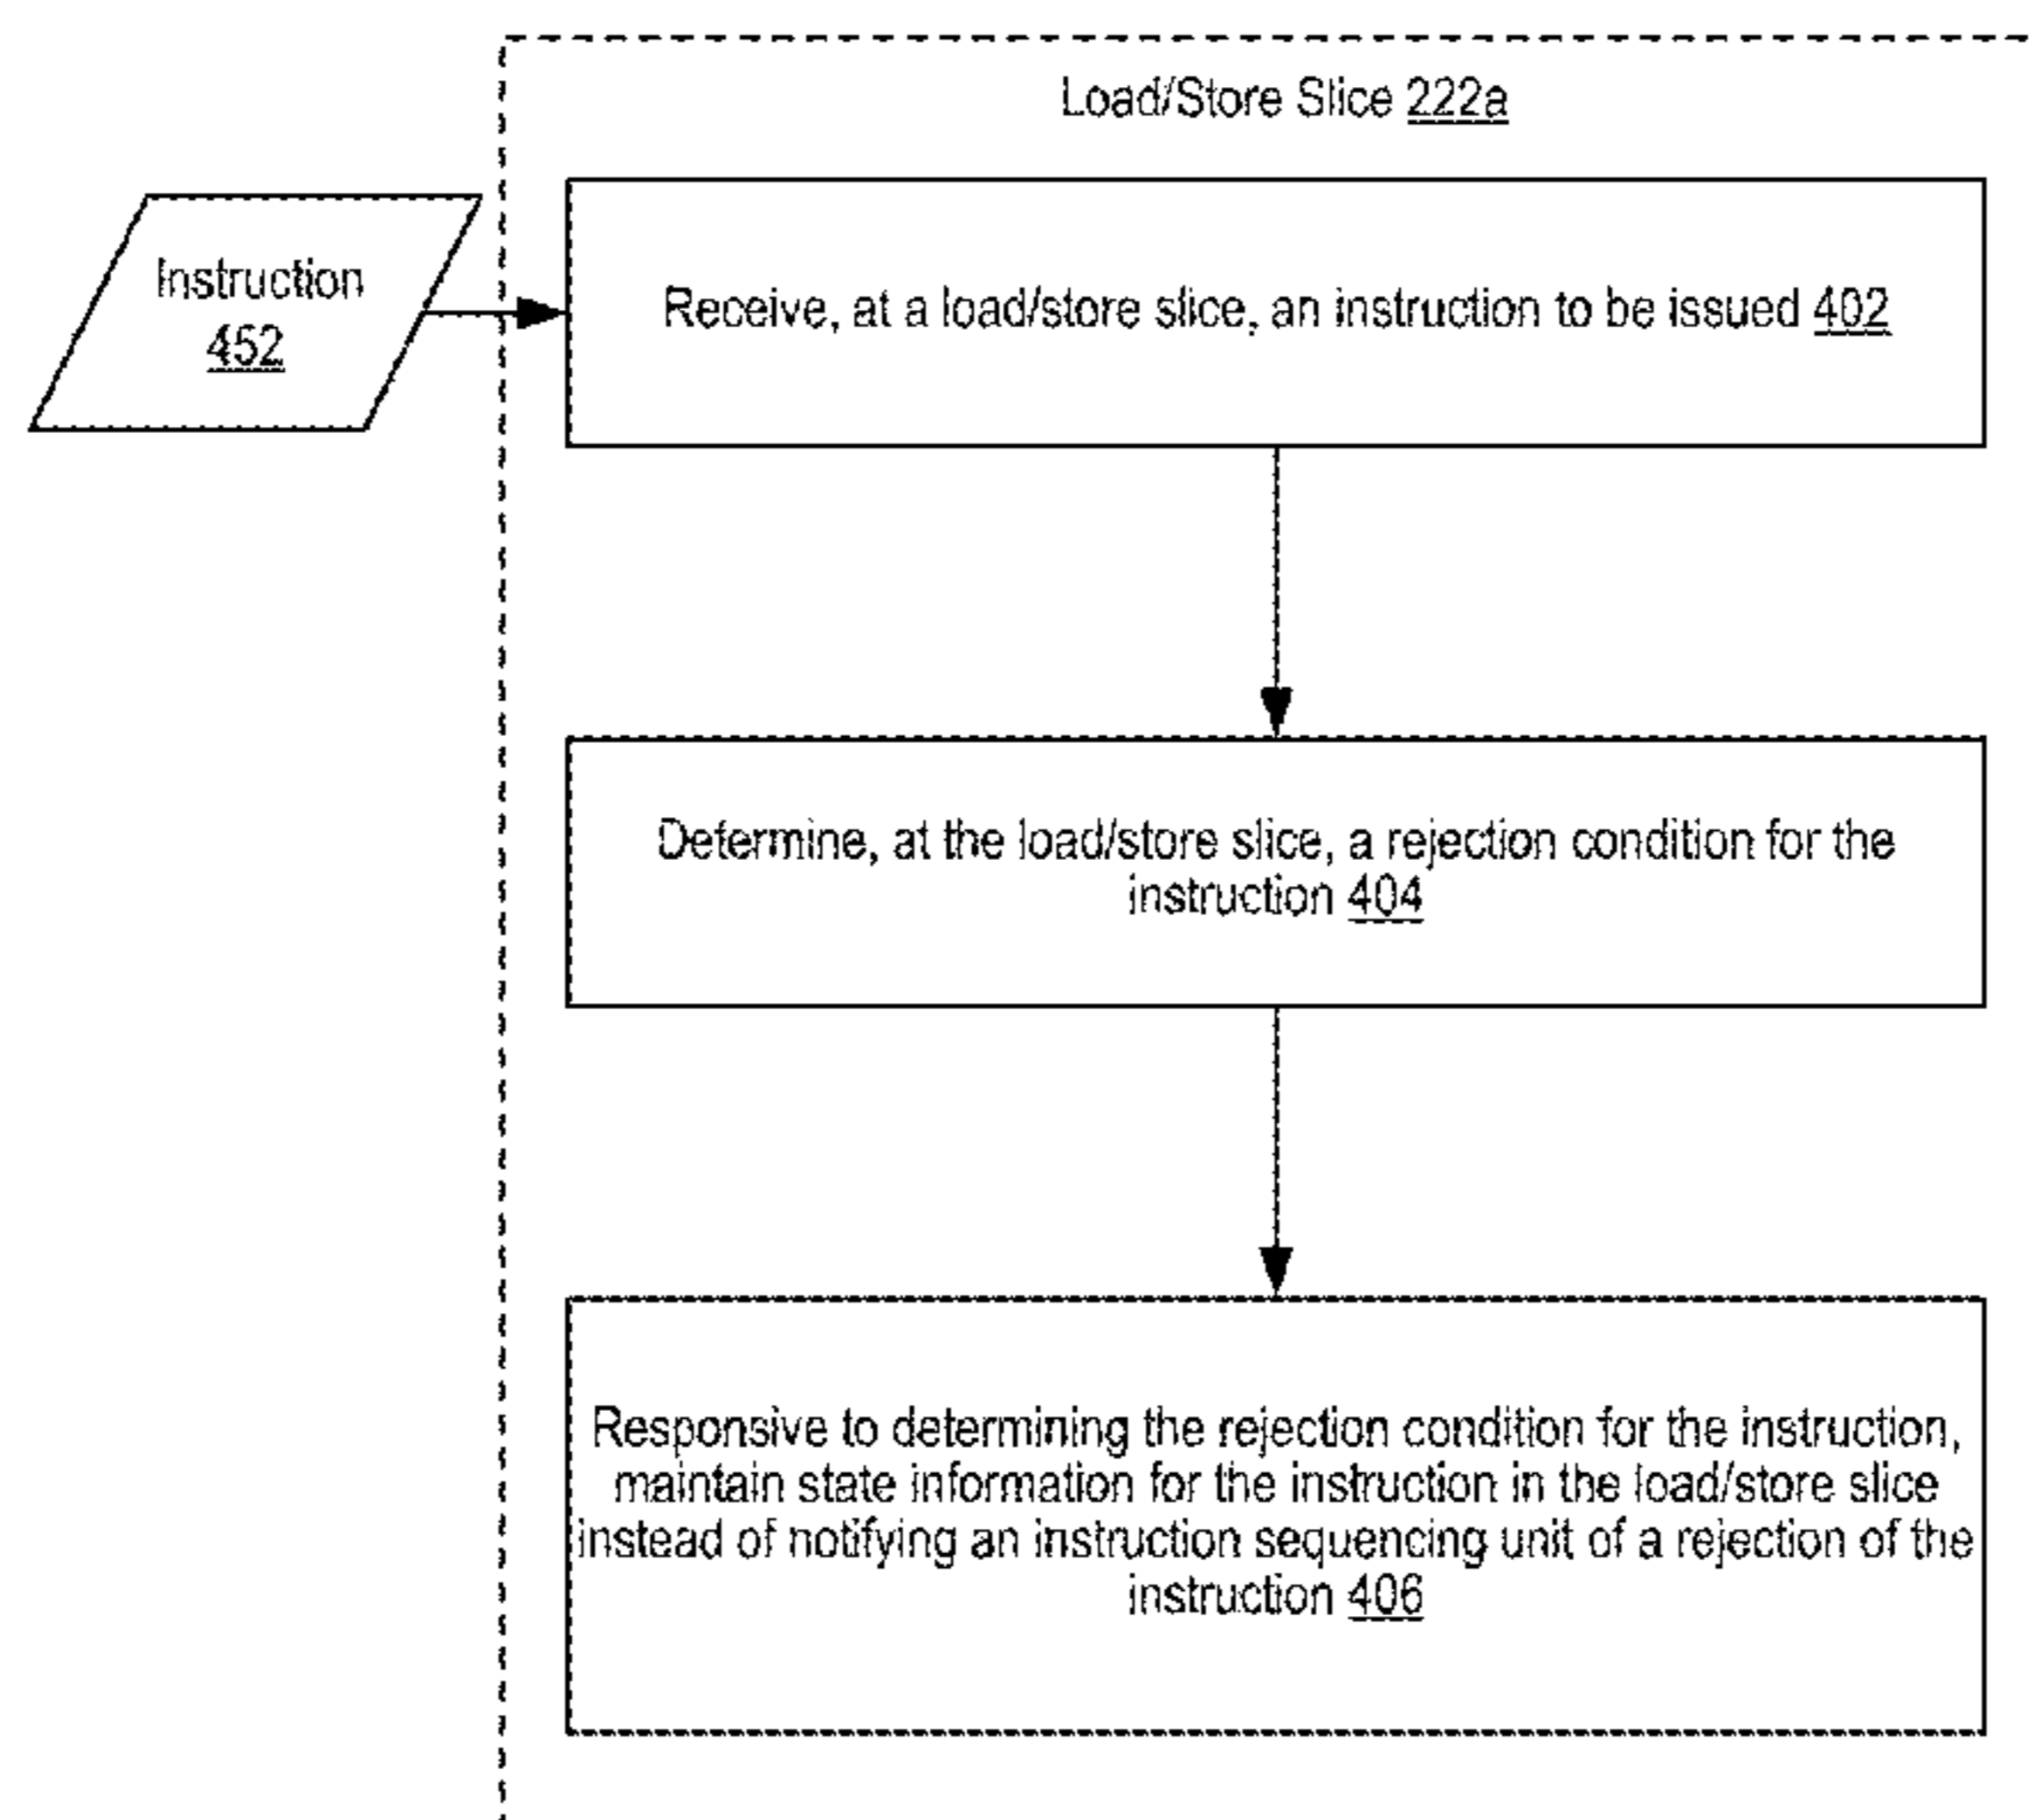 Load/Store Slice 222a
Instruction
452
Receive, at a load/store slice, an instruction to be issued 402
Determine, at the load/store slice, a rejection condition for the
instruction 404
Responsive to determining the rejection condition for the instruction,
maintain state information for the instruction in the load/store slice
instead of notifying an instruction sequencing unit of a rejection of the
instruction 406